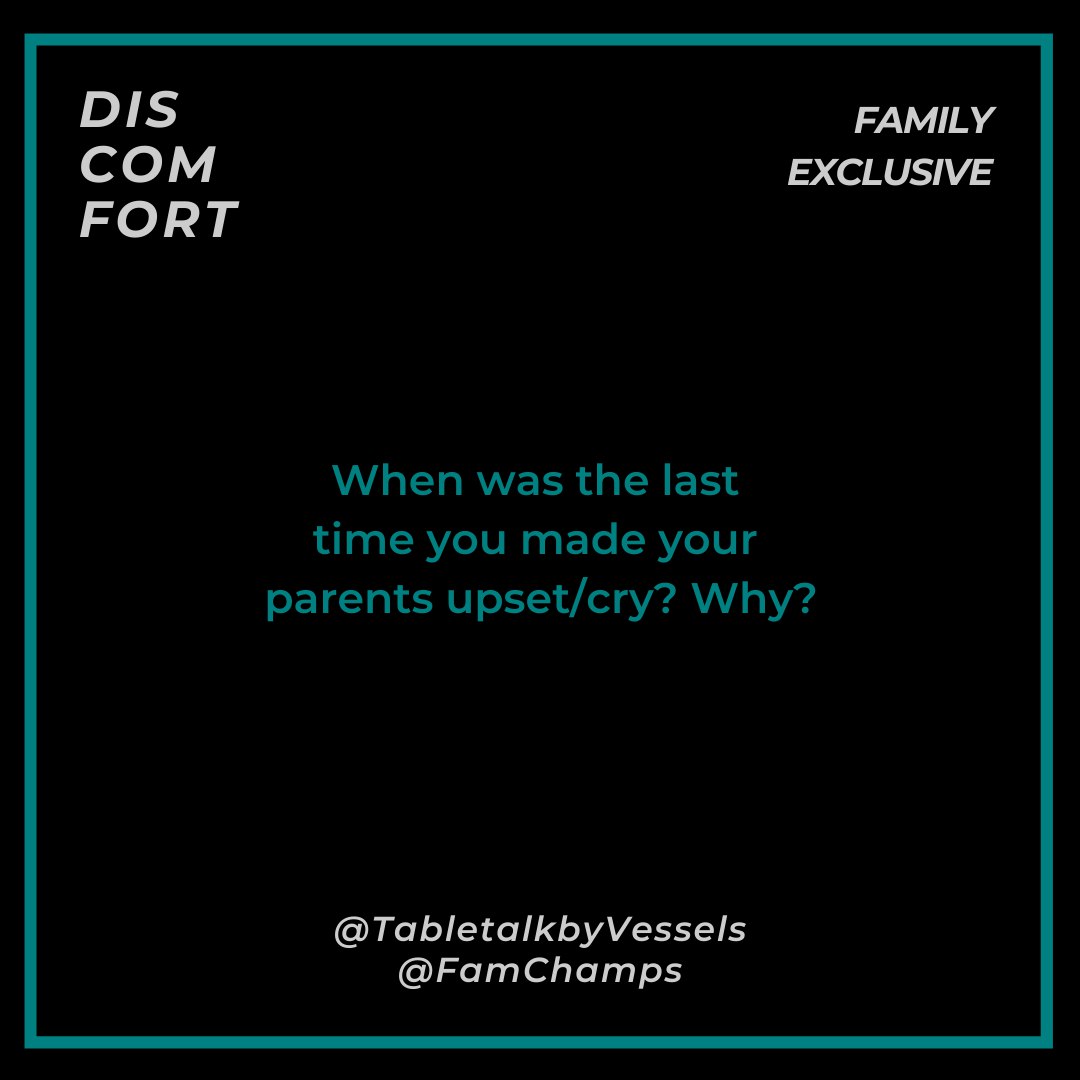 DIS
COM
FORT
FAMILY
EXCLUSIVE
When was the last
time you made your
parents upset/cry? Why?
@TabletalkbyVessels
@FamChamps